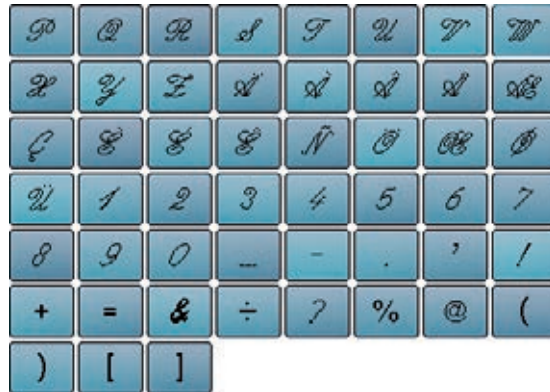 P Q R S T U V W
X Y Z Ä À Â Å Æ
Ç È É Ê Ñ Ö Œ Ø
Ü 1 2 3 4 5 6 7
8 9 0 _ - . ’ !
+ = & ÷ ? % @ (
) [ ]